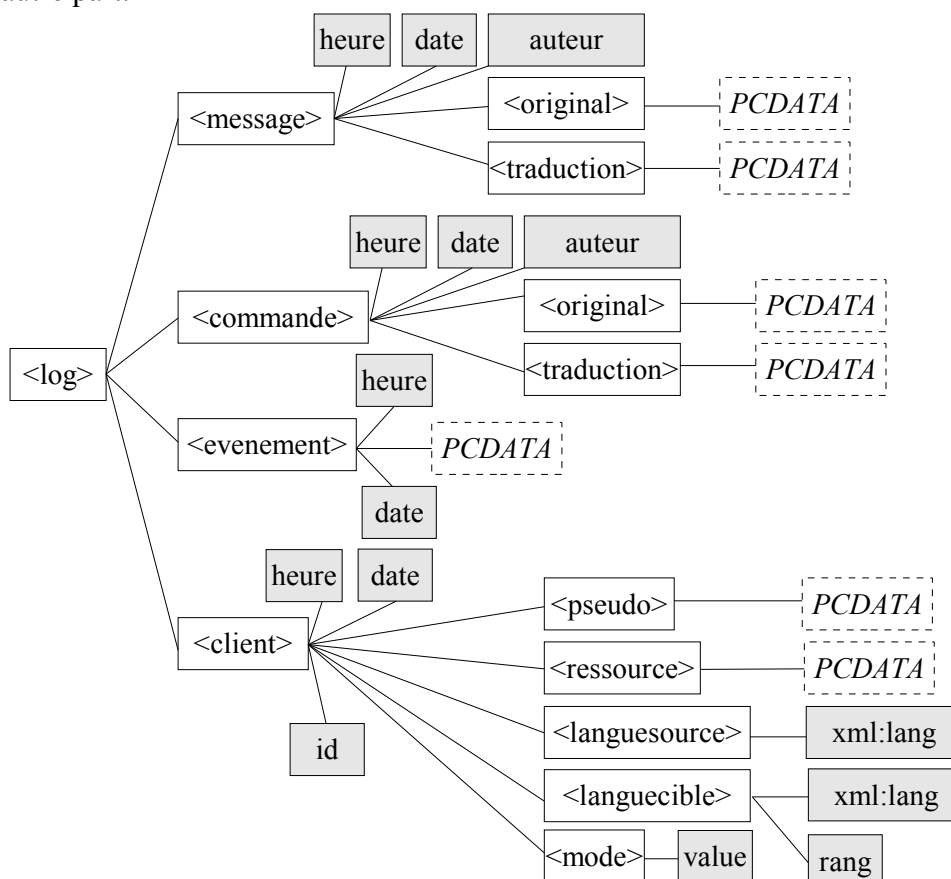 heure date auteur
<message> <original> PCDATA
<traduction> PCDATA
heure date auteur
<commande> <original> PCDATA
<traduction> PCDATA
<log>
heure
<evenement> PCDATA
date
heure date
<pseudo> PCDATA
<client> <ressource> PCDATA
id
<languesource> xml:lang
<languecible> xml:lang
<mode> value rang